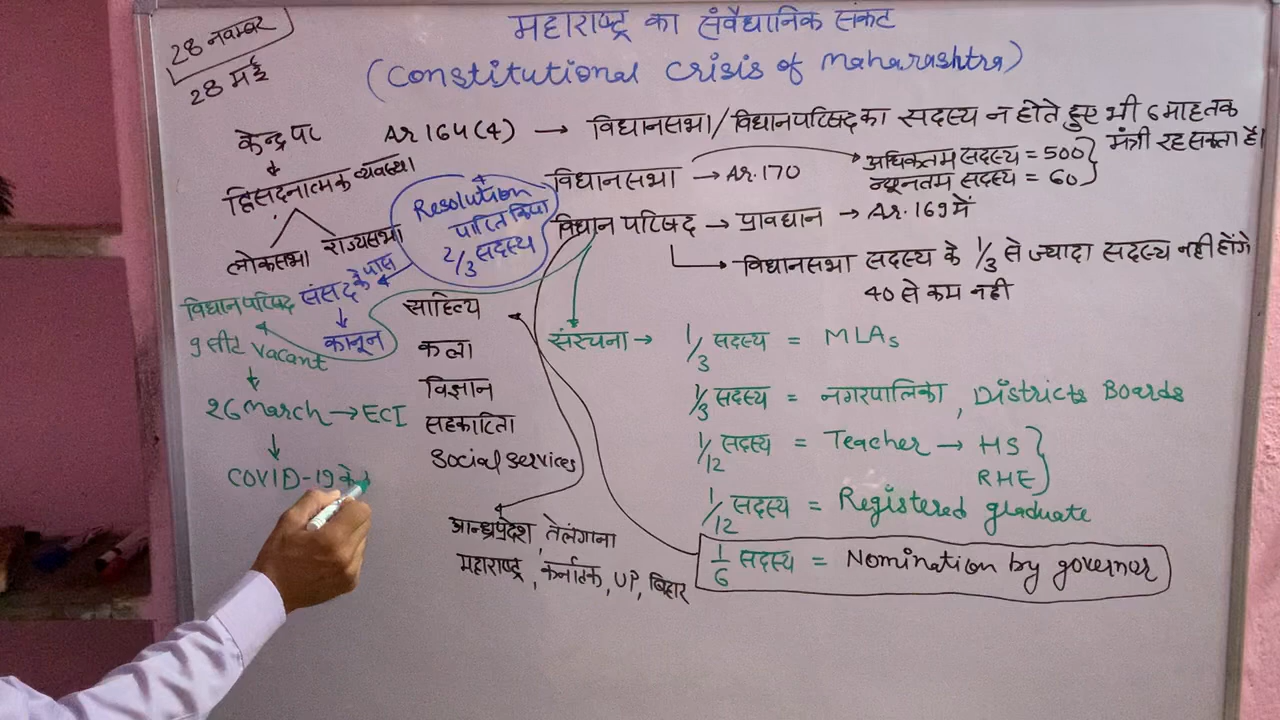 28 नवम्बर
28 मई
महाराष्ट्र का संवैधानिक संकट
(Constitutional Crisis of Maharashtra)
केन्द्र पर
द्विसदनात्मक व्यवस्था
लोकसभा राज्यसभा
Ar 164(4) → विधानसभा/विधानपरिषद का सदस्य न होते हुए भी 6 माह तक
मंत्री रह सकता है।
विधानसभा → Ar. 170
अधिकतम सदस्य = 500
न्यूनतम सदस्य = 60
विधान परिषद → प्रावधान → Ar. 169 में
विधानसभा सदस्य के 1/3 से ज्यादा सदस्य नहीं होंगे
40 से कम नही
Resolution
पारित किया
2/3 सदस्य
संसद के पास
↓
कानून
विधान परिषद
9 सीट Vacant
↓
26 March → ECI
↓
COVID-19 के
साहित्य
कला
विज्ञान
सहकारिता
Social Services
आन्ध्रप्रदेश, तेलंगाना
महाराष्ट्र, कर्नाटक, UP, बिहार
संरचना → 1/3 सदस्य = MLAs
1/3 सदस्य = नगरपालिका, Districts Boards
1/12 सदस्य = Teacher → HS
RHE
1/12 सदस्य = Registered graduate
1/6 सदस्य = Nomination by governor